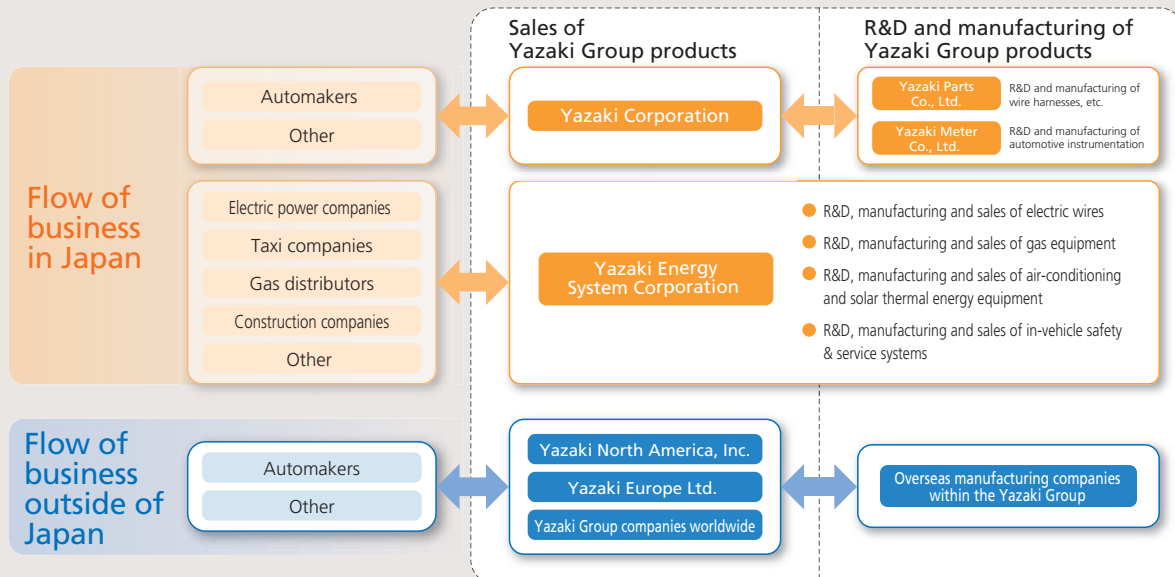 Sales of
Yazaki Group products
R&D and manufacturing of
Yazaki Group products
Flow of
business
in Japan
Automakers
Other
Yazaki Corporation
Yazaki Parts
Co., Ltd.
R&D and manufacturing of
wire harnesses, etc.
Yazaki Meter
Co., Ltd.
R&D and manufacturing of
automotive instrumentation
Electric power companies
Taxi companies
Gas distributors
Construction companies
Other
Yazaki Energy
System Corporation
R&D, manufacturing and sales of electric wires
R&D, manufacturing and sales of gas equipment
R&D, manufacturing and sales of air-conditioning
and solar thermal energy equipment
R&D, manufacturing and sales of in-vehicle safety
& service systems
Flow of
business
outside of
Japan
Automakers
Other
Yazaki North America, Inc.
Yazaki Europe Ltd.
Yazaki Group companies worldwide
Overseas manufacturing companies
within the Yazaki Group